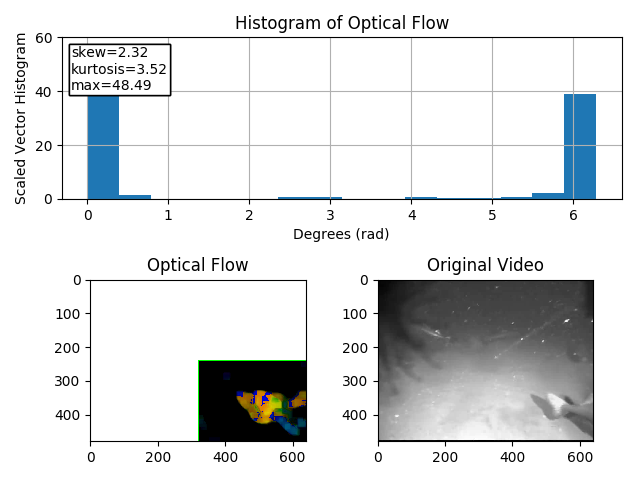 Histogram of Optical Flow
skew=2.32
kurtosis=3.52
max=48.49
Scaled Vector Histogram
60
40
20
0
0 1 2 3 4 5 6
Degrees (rad)
Optical Flow
0
100
200
300
400
0 200 400 600
Original Video
0
100
200
300
400
0 200 400 600